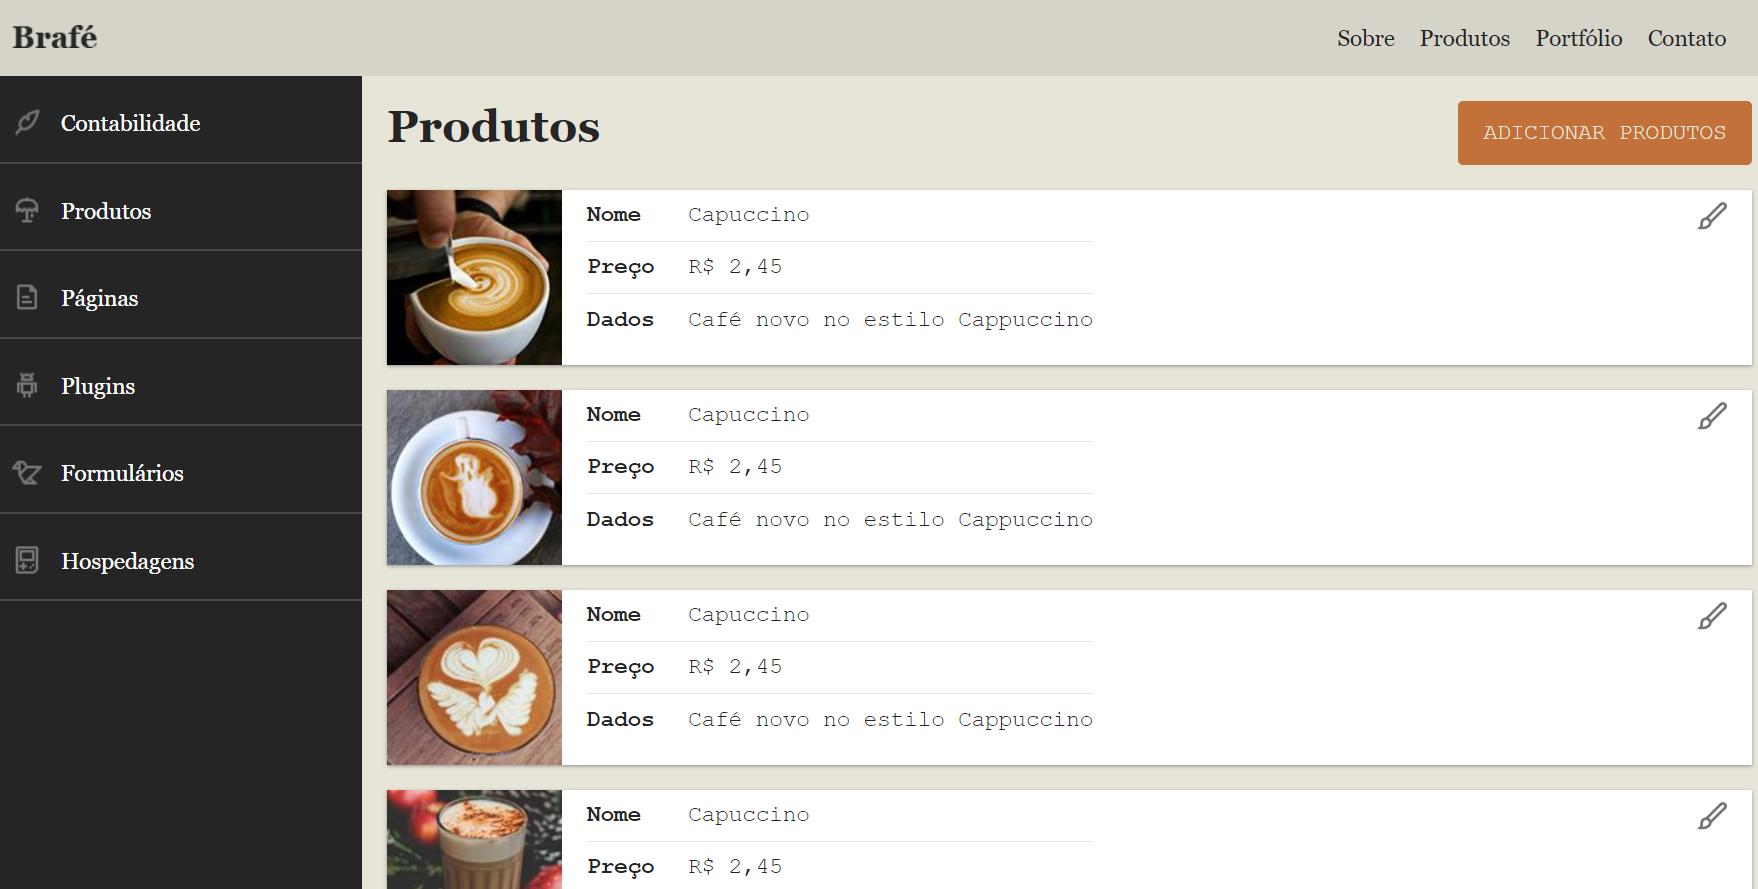 Brafé
Sobre Produtos Portfólio Contato
Contabilidade
Produtos
Páginas
Plugins
Formulários
Hospedagens
Produtos
ADICIONAR PRODUTOS
Nome Capuccino
Preço R$ 2,45
Dados Café novo no estilo Cappuccino
Nome Capuccino
Preço R$ 2,45
Dados Café novo no estilo Cappuccino
Nome Capuccino
Preço R$ 2,45
Dados Café novo no estilo Cappuccino
Nome Capuccino
Preço R$ 2,45